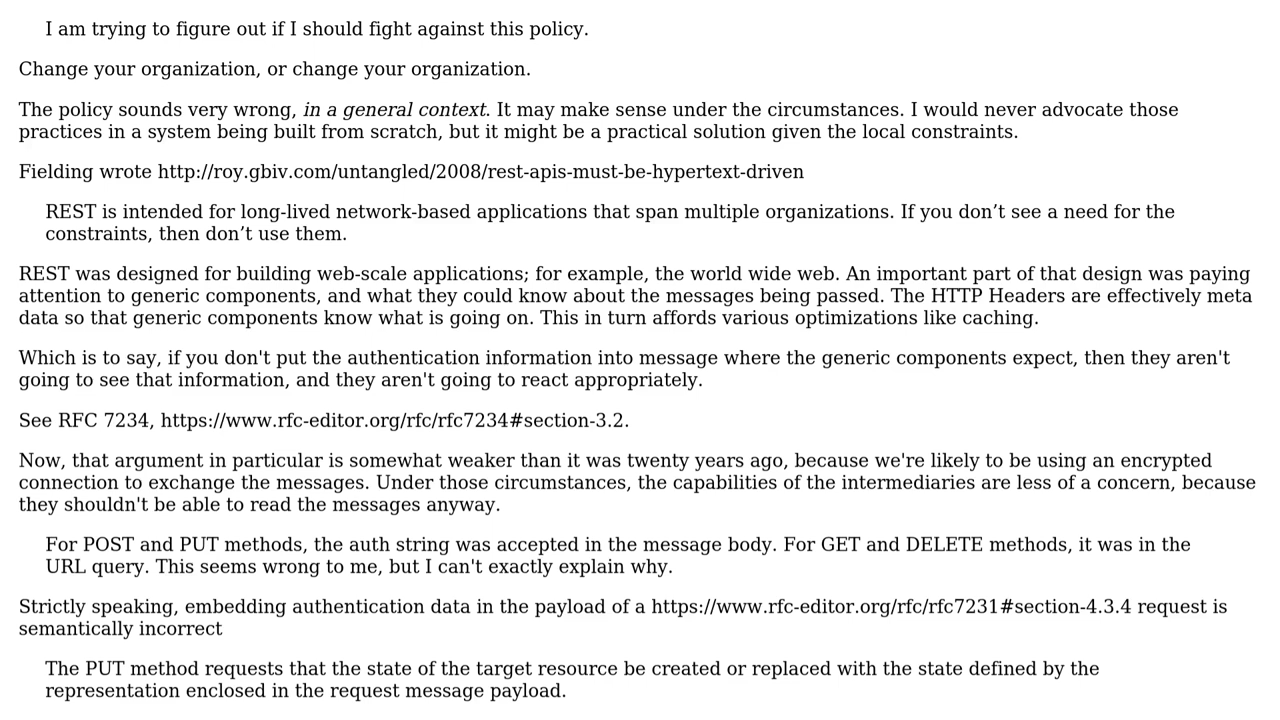 I am trying to figure out if I should fight against this policy.
Change your organization, or change your organization.
The policy sounds very wrong, in a general context. It may make sense under the circumstances. I would never advocate those
practices in a system being built from scratch, but it might be a practical solution given the local constraints.
Fielding wrote http://roy.gbiv.com/untangled/2008/rest-apis-must-be-hypertext-driven
REST is intended for long-lived network-based applications that span multiple organizations. If you don’t see a need for the
constraints, then don’t use them.
REST was designed for building web-scale applications; for example, the world wide web. An important part of that design was paying
attention to generic components, and what they could know about the messages being passed. The HTTP Headers are effectively meta
data so that generic components know what is going on. This in turn affords various optimizations like caching.
Which is to say, if you don't put the authentication information into message where the generic components expect, then they aren't
going to see that information, and they aren't going to react appropriately.
See RFC 7234, https://www.rfc-editor.org/rfc/rfc7234#section-3.2.
Now, that argument in particular is somewhat weaker than it was twenty years ago, because we're likely to be using an encrypted
connection to exchange the messages. Under those circumstances, the capabilities of the intermediaries are less of a concern, because
they shouldn't be able to read the messages anyway.
For POST and PUT methods, the auth string was accepted in the message body. For GET and DELETE methods, it was in the
URL query. This seems wrong to me, but I can't exactly explain why.
Strictly speaking, embedding authentication data in the payload of a https://www.rfc-editor.org/rfc/rfc7231#section-4.3.4 request is
semantically incorrect
The PUT method requests that the state of the target resource be created or replaced with the state defined by the
representation enclosed in the request message payload.